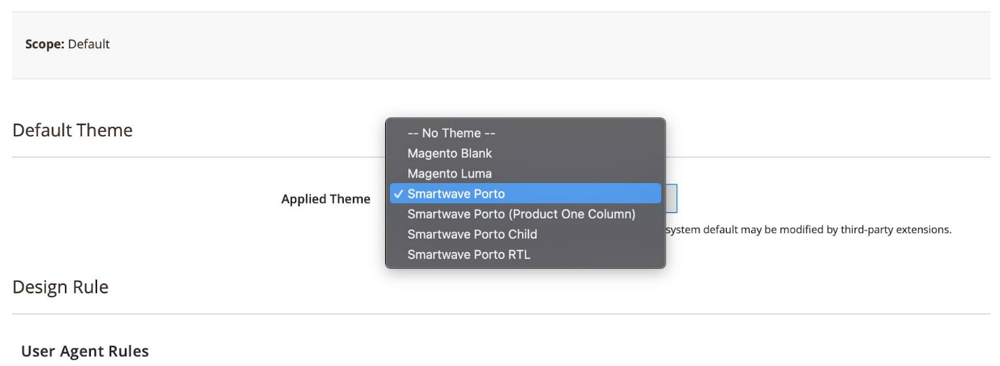 Scope: Default
Default Theme
Applied Theme
-- No Theme --
Magento Blank
Magento Luma
✓ Smartwave Porto
Smartwave Porto (Product One Column)
Smartwave Porto Child
Smartwave Porto RTL
system default may be modified by third-party extensions.
Design Rule
User Agent Rules